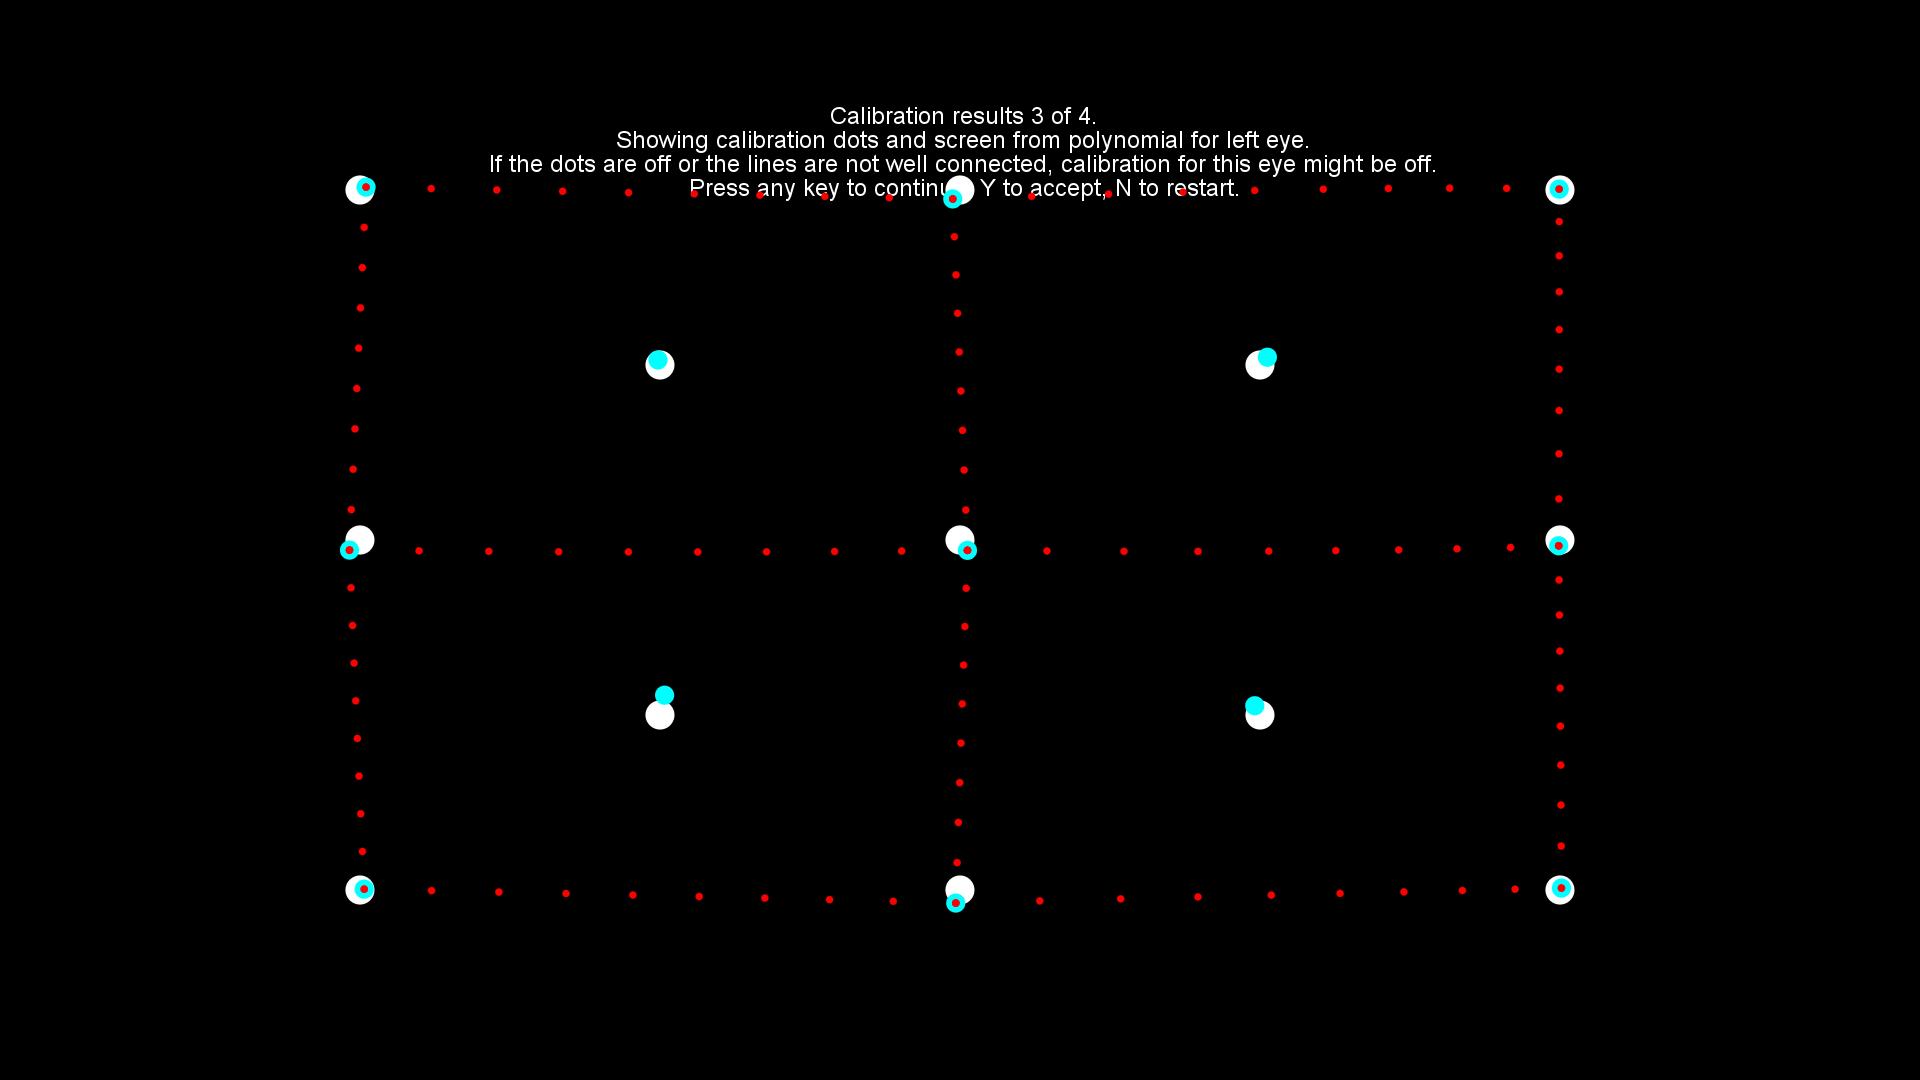 Calibration results 3 of 4.
Showing calibration dots and screen from polynomial for left eye.
If the dots are off or the lines are not well connected, calibration for this eye might be off.
Press any key to continu Y to accept, N to restart.